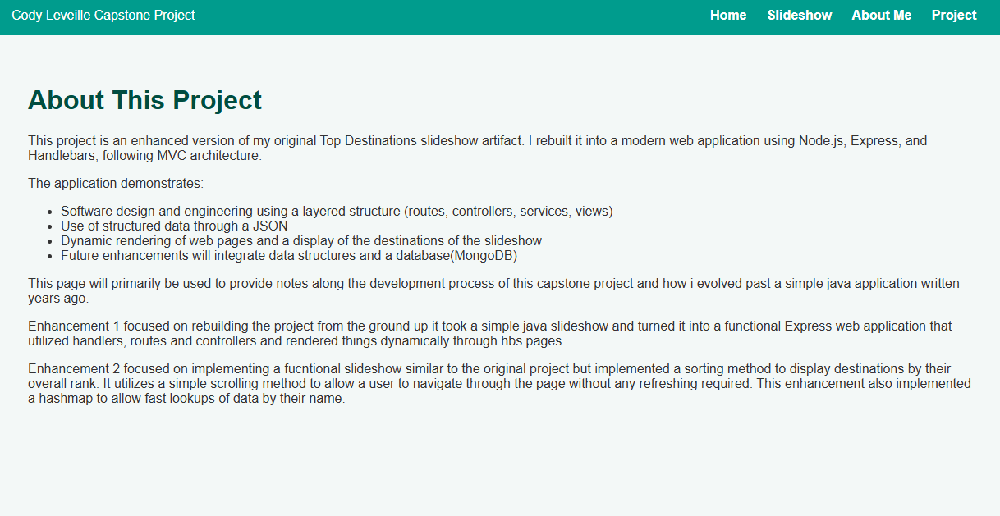 Cody Leveille Capstone Project
Home Slideshow About Me Project
About This Project
This project is an enhanced version of my original Top Destinations slideshow artifact. I rebuilt it into a modern web application using Node.js, Express, and
Handlebars, following MVC architecture.
The application demonstrates:
• Software design and engineering using a layered structure (routes, controllers, services, views)
• Use of structured data through a JSON
• Dynamic rendering of web pages and a display of the destinations of the slideshow
• Future enhancements will integrate data structures and a database(MongoDB)
This page will primarily be used to provide notes along the development process of this capstone project and how i evolved past a simple java application written
years ago.
Enhancement 1 focused on rebuilding the project from the ground up it took a simple java slideshow and turned it into a functional Express web application that
utilized handlers, routes and controllers and rendered things dynamically through hbs pages
Enhancement 2 focused on implementing a fucntional slideshow similar to the original project but implemented a sorting method to display destinations by their
overall rank. It utilizes a simple scrolling method to allow a user to navigate through the page without any refreshing required. This enhancement also implemented
a hashmap to allow fast lookups of data by their name.